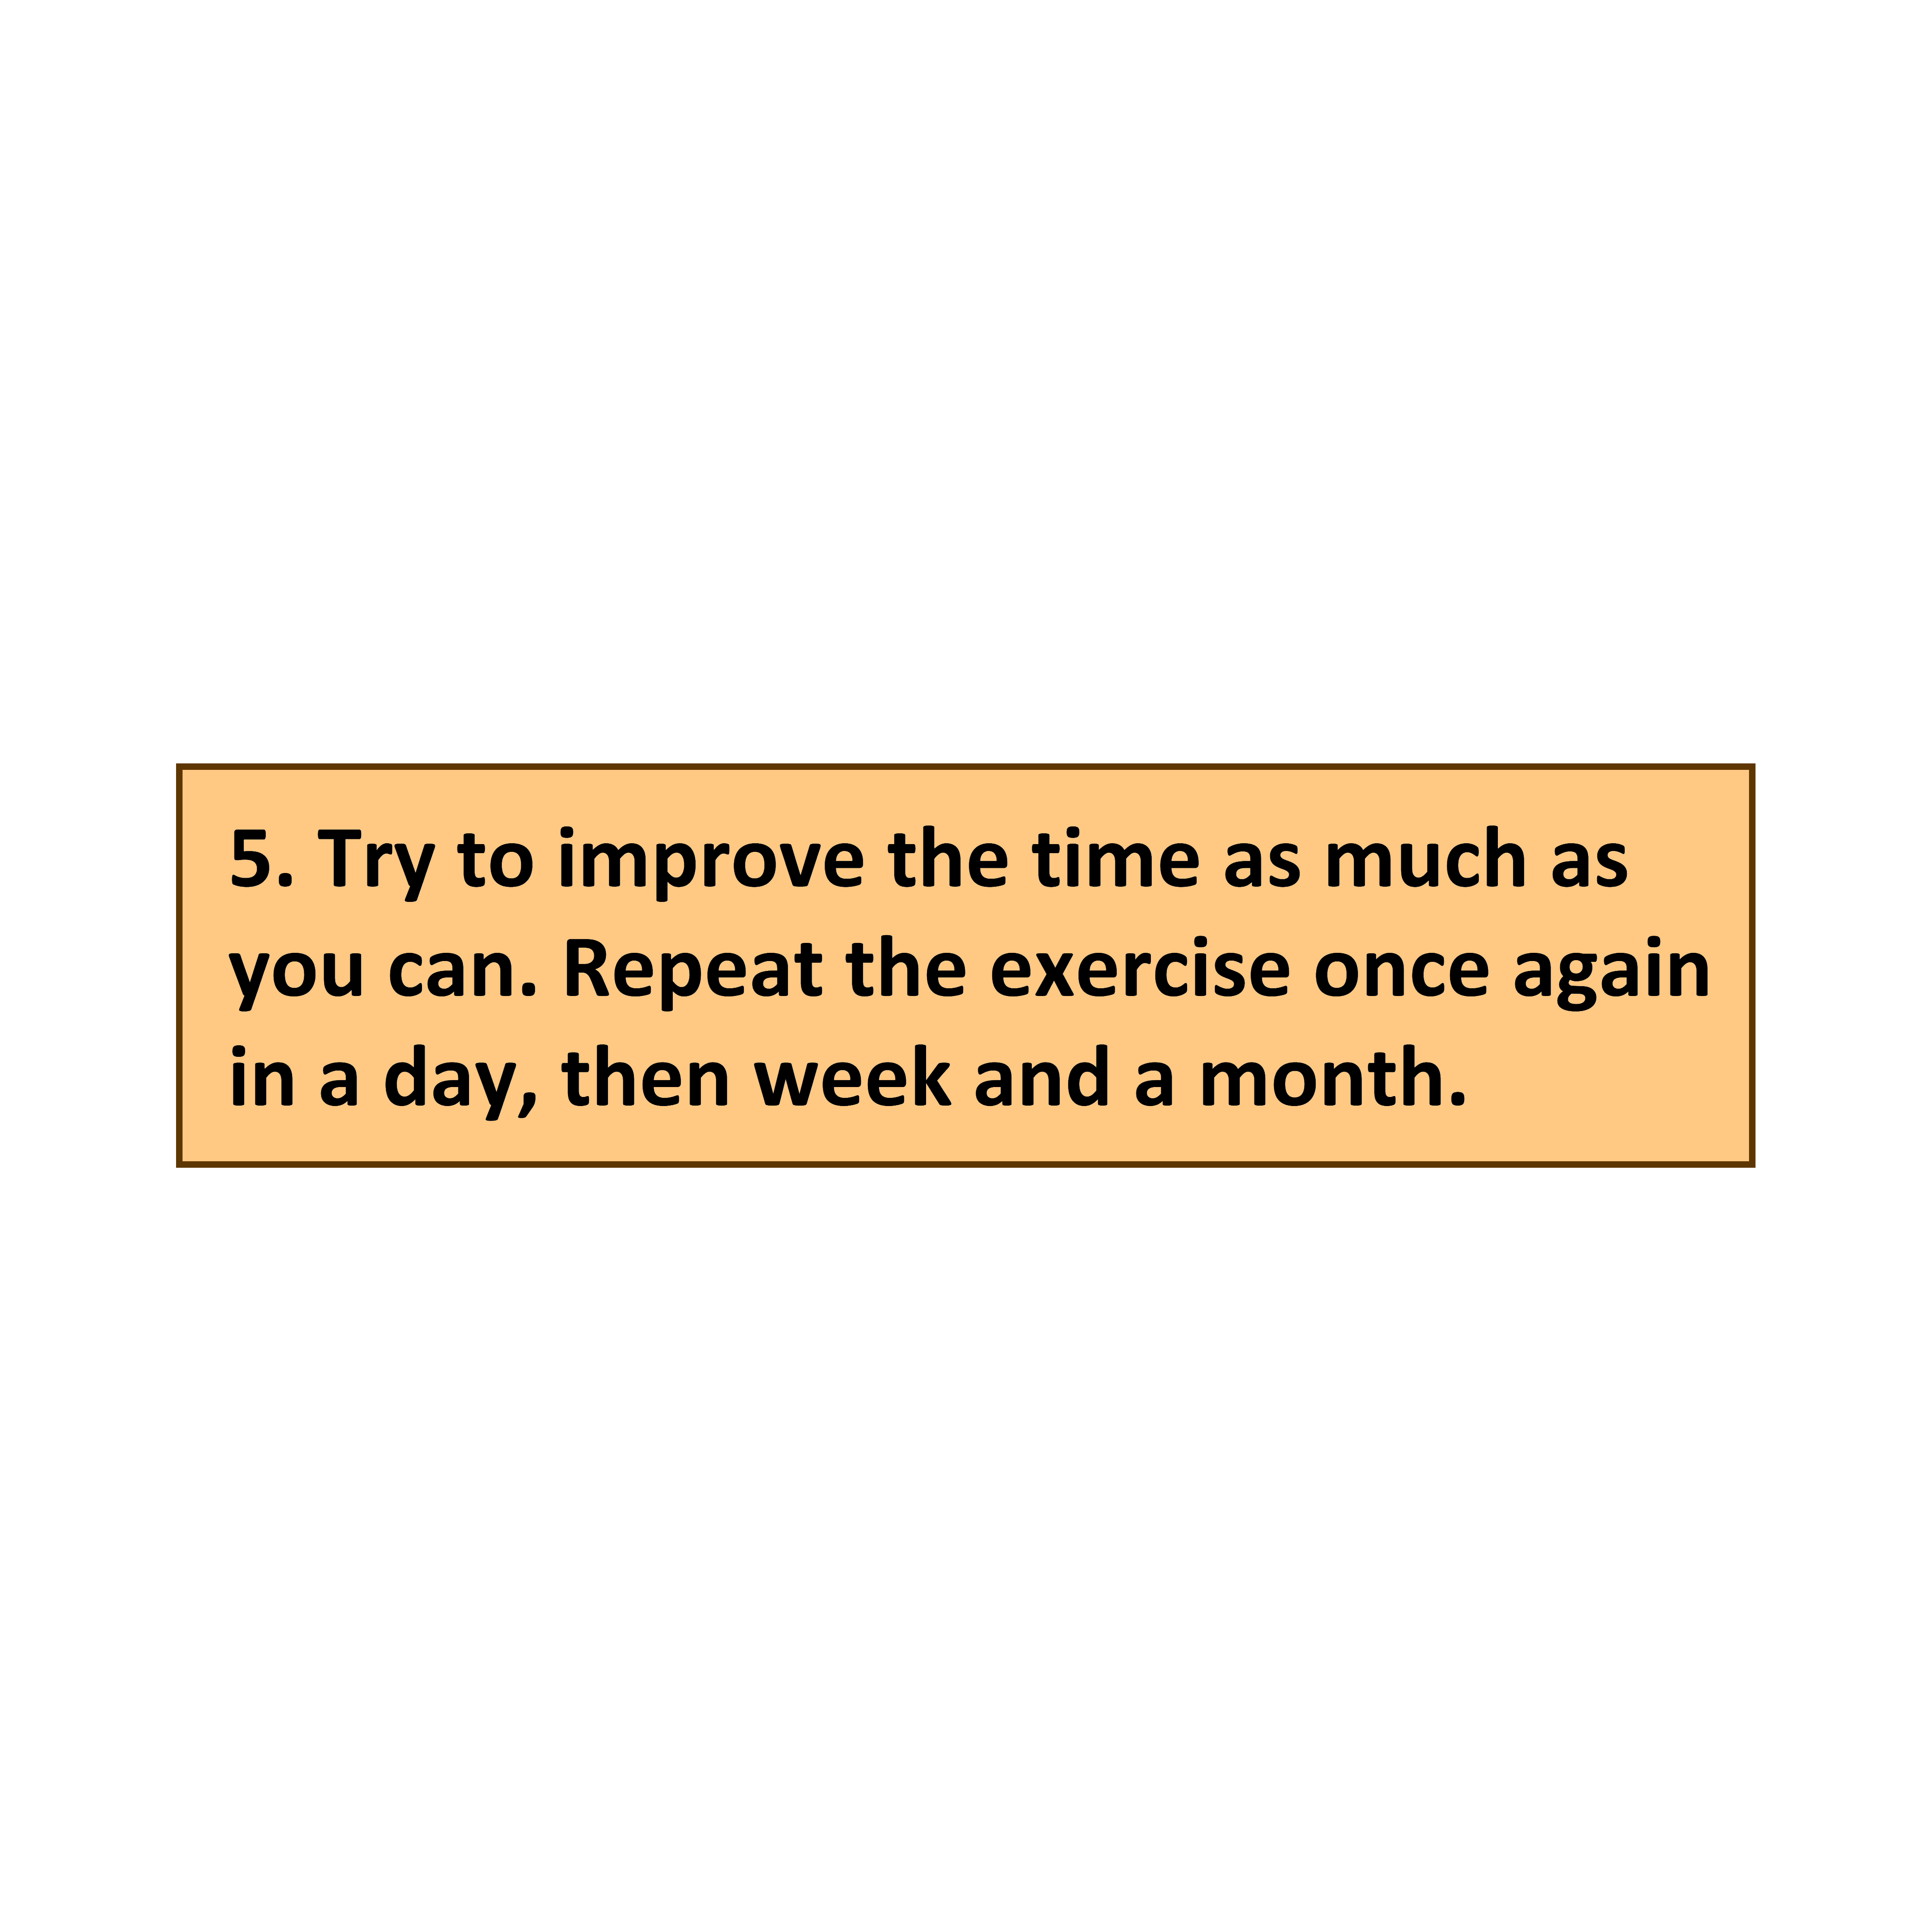 5. Try to improve the time as much as
you can. Repeat the exercise once again
in a day, then week and a month.